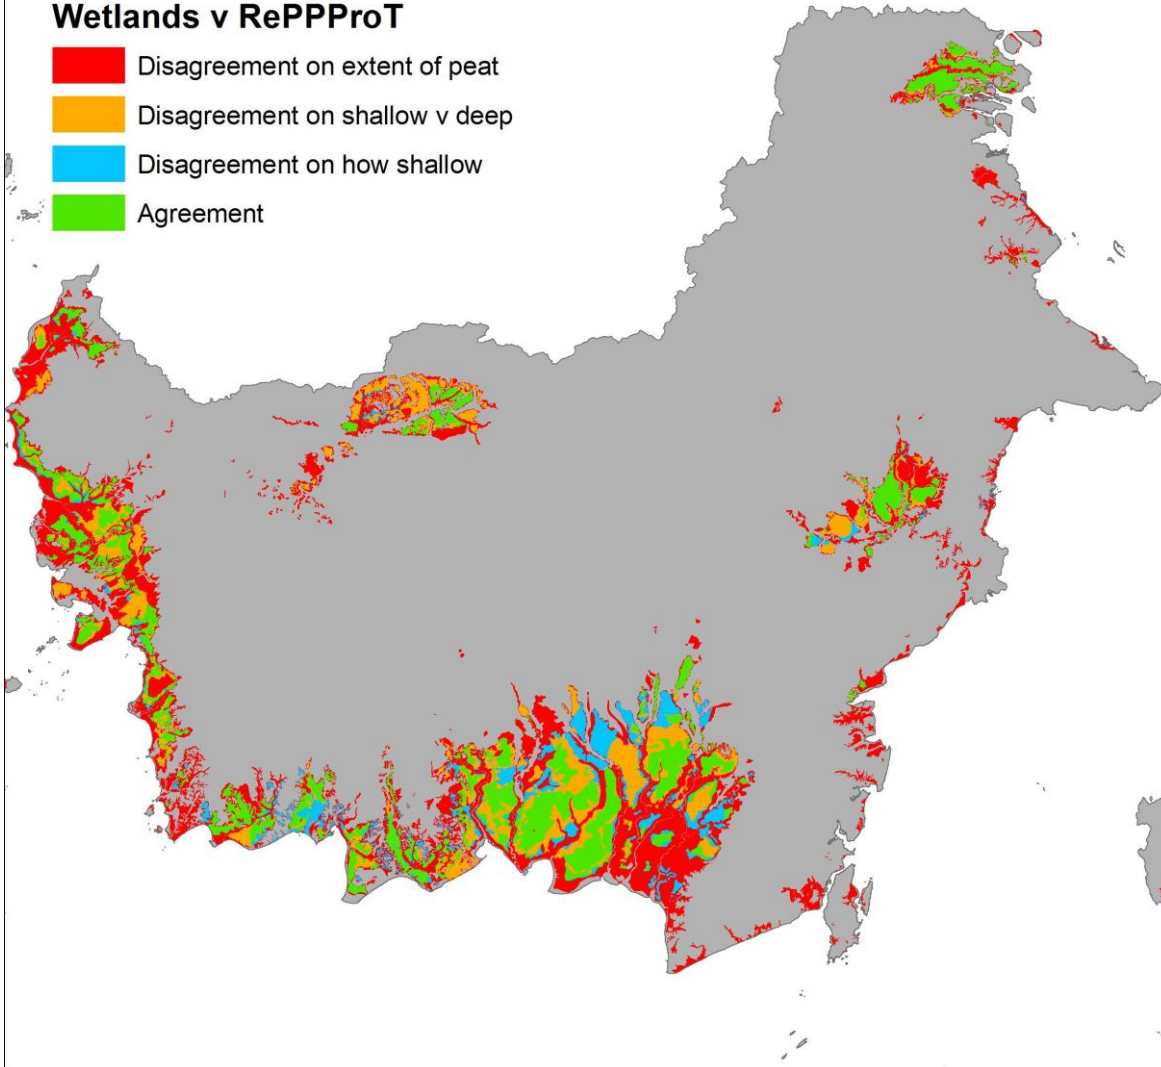 Wetlands v RePPProT
Disagreement on extent of peat
Disagreement on shallow v deep
Disagreement on how shallow
Agreement